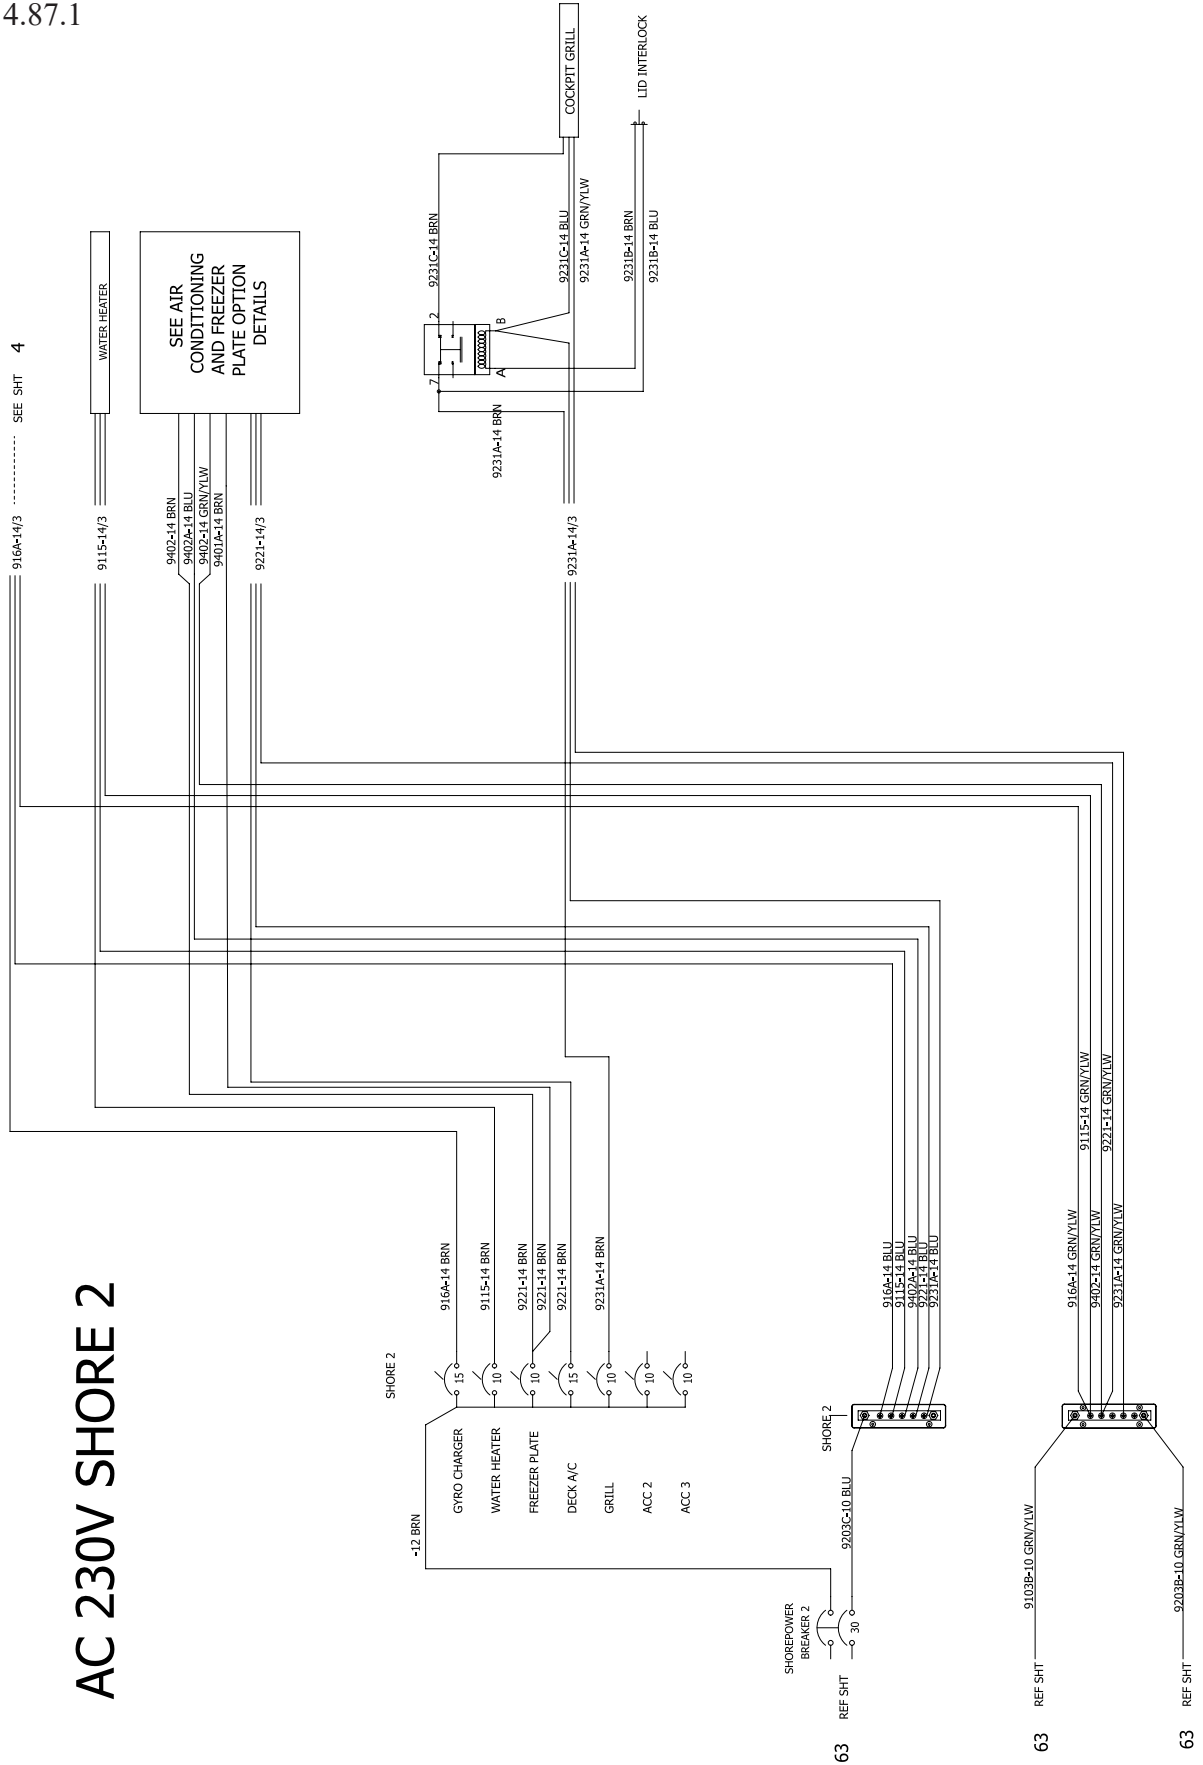 4.87.1
AC 230V SHORE 2
916A-14/3
SEE SHT 4
WATER HEATER
9115-14/3
SEE AIR
CONDITIONING
AND FREEZER
PLATE OPTION
DETAILS
9402-14 BRN
9402A-14 BLU
9402-14 GRN/YLW
9401A-14 BRN
9221-14/3
COCKPIT GRILL
LID INTERLOCK
9231C-14 BRN
9231C-14 BLU
9231A-14 GRN/YLW
9231B-14 BRN
9231B-14 BLU
2
7
A
B
9231A-14 BRN
9231A-14/3
SHORE 2
916A-14 BRN
9115-14 BRN
9221-14 BRN
9221-14 BRN
9221-14 BRN
9231A-14 BRN
15
10
10
15
10
10
10
GYRO CHARGER
WATER HEATER
FREEZER PLATE
DECK A/C
GRILL
ACC 2
ACC 3
-12 BRN
SHOREPOWER
BREAKER 2
30
63 REF SHT
9203C-10 BLU
SHORE 2
916A-14 BLU
9115-14 BLU
9402A-14 BLU
9221-14 BLU
9231A-14 BLU
916A-14 GRN/YLW
9115-14 GRN/YLW
9402-14 GRN/YLW
9221-14 GRN/YLW
9231A-14 GRN/YLW
63 REF SHT
9103B-10 GRN/YLW
63 REF SHT
9203B-10 GRN/YLW